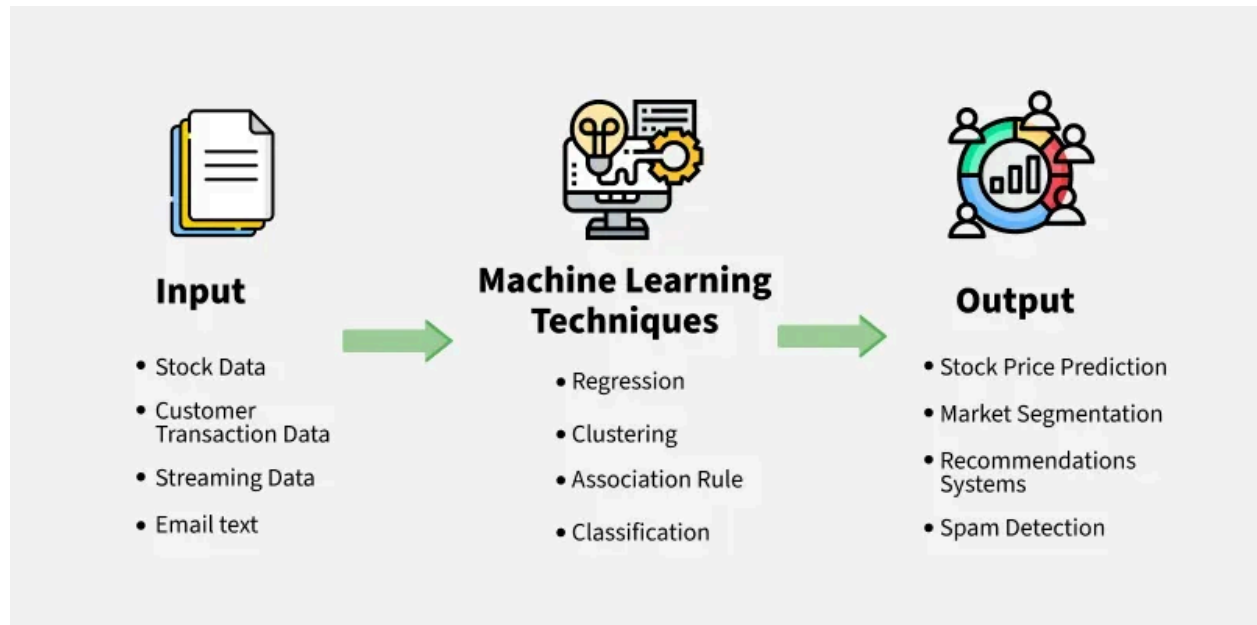 Input
• Stock Data
• Customer
Transaction Data
• Streaming Data
• Email text
Machine Learning
Techniques
• Regression
• Clustering
• Association Rule
• Classification
Output
• Stock Price Prediction
• Market Segmentation
• Recommendations
Systems
• Spam Detection